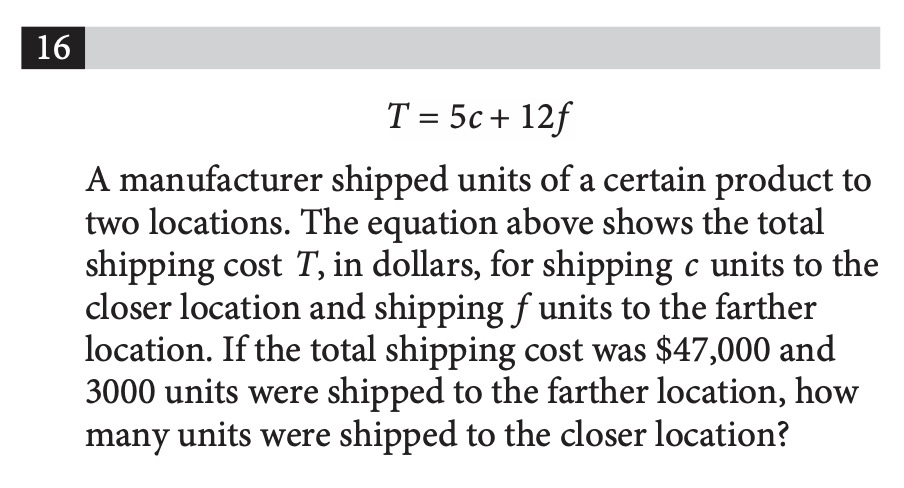 16
T = 5c + 12f
A manufacturer shipped units of a certain product to
two locations. The equation above shows the total
shipping cost T, in dollars, for shipping c units to the
closer location and shipping f units to the farther
location. If the total shipping cost was $47,000 and
3000 units were shipped to the farther location, how
many units were shipped to the closer location?